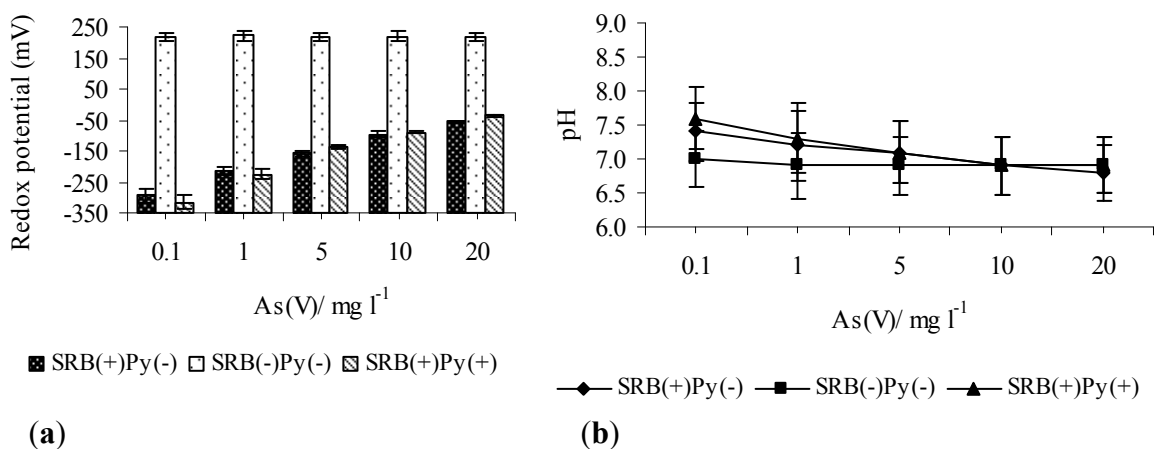 Redox potential (mV)
250
150
50
-50
-150
-250
-350
0.1 1 5 10 20
As(V)/ mg l⁻¹
SRB(+)Py(-) SRB(-)Py(-) SRB(+)Py(+)
(a)
pH
9.0
8.5
8.0
7.5
7.0
6.5
6.0
0.1 1 5 10 20
As(V)/ mg l⁻¹
SRB(+)Py(-) SRB(-)Py(-) SRB(+)Py(+)
(b)